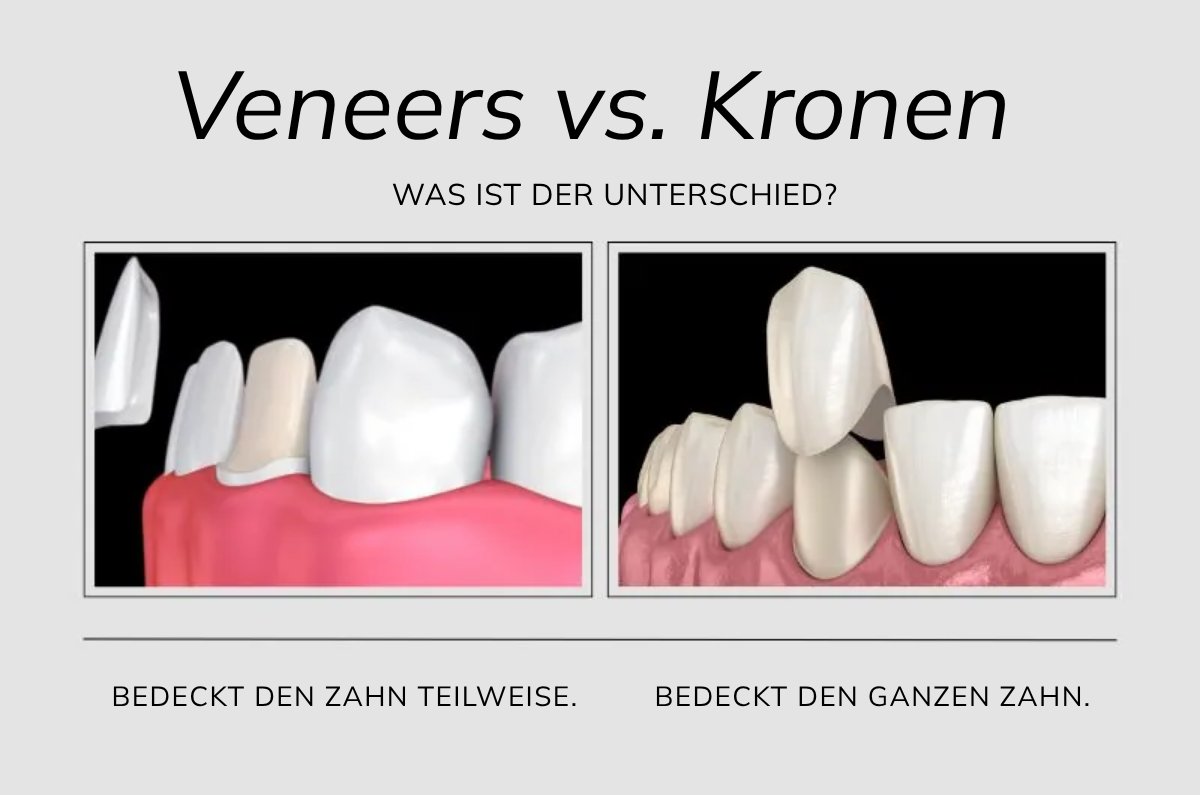 Veneers vs. Kronen
WAS IST DER UNTERSCHIED?
BEDECKT DEN ZAHN TEILWEISE.
BEDECKT DEN GANZEN ZAHN.